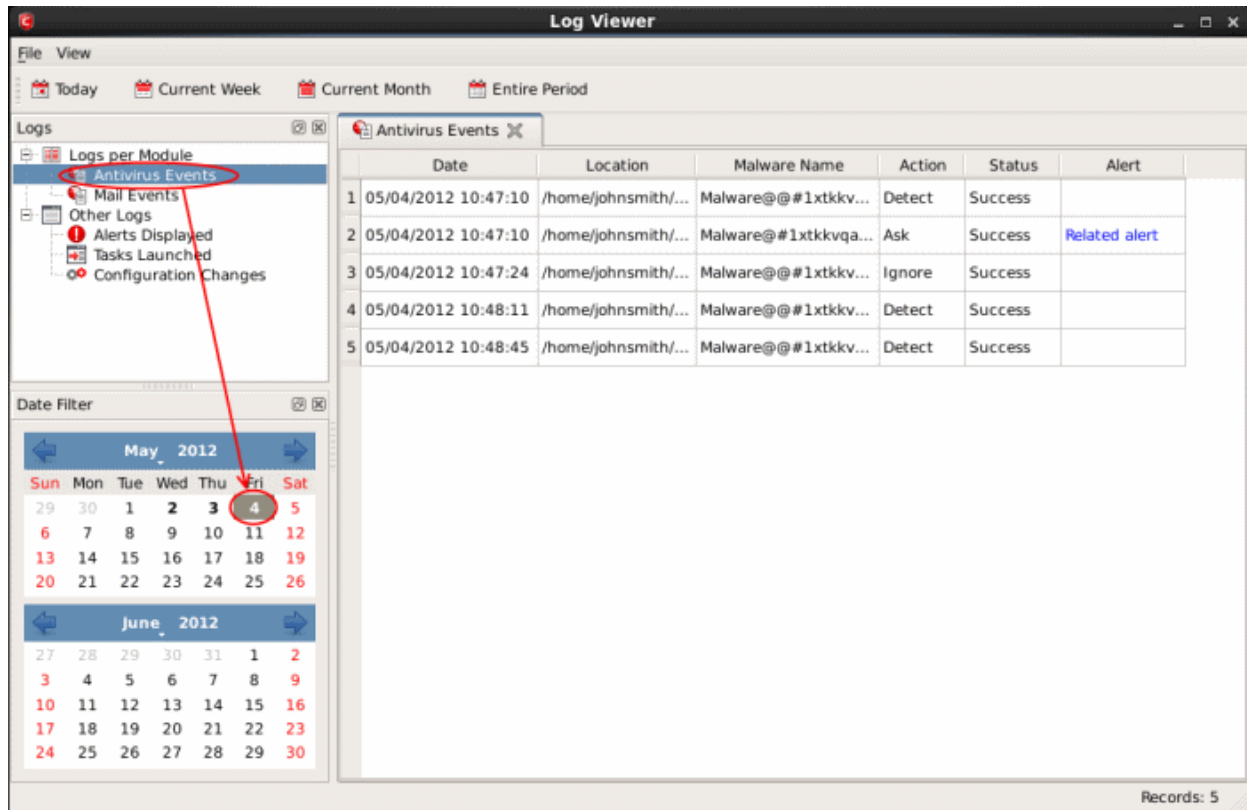 Log Viewer
File View
Today Current Week Current Month Entire Period
Logs
Logs per Module
Antivirus Events
Mail Events
Other Logs
Alerts Displayed
Tasks Launched
Configuration Changes
Date Filter
May 2012
Sun Mon Tue Wed Thu Fri Sat
29 30 1 2 3 4 5
6 7 8 9 10 11 12
13 14 15 16 17 18 19
20 21 22 23 24 25 26
June 2012
27 28 29 30 31 1 2
3 4 5 6 7 8 9
10 11 12 13 14 15 16
17 18 19 20 21 22 23
24 25 26 27 28 29 30
Antivirus Events
Date Location Malware Name Action Status Alert
1 05/04/2012 10:47:10 /home/johnsmith/... Malware@@#1xtkkv... Detect Success
2 05/04/2012 10:47:10 /home/johnsmith/... Malware@#1xtkkvqa... Ask Success Related alert
3 05/04/2012 10:47:24 /home/johnsmith/... Malware@@#1xtkkv... Ignore Success
4 05/04/2012 10:48:11 /home/johnsmith/... Malware@@#1xtkkv... Detect Success
5 05/04/2012 10:48:45 /home/johnsmith/... Malware@@#1xtkkv... Detect Success
Records: 5